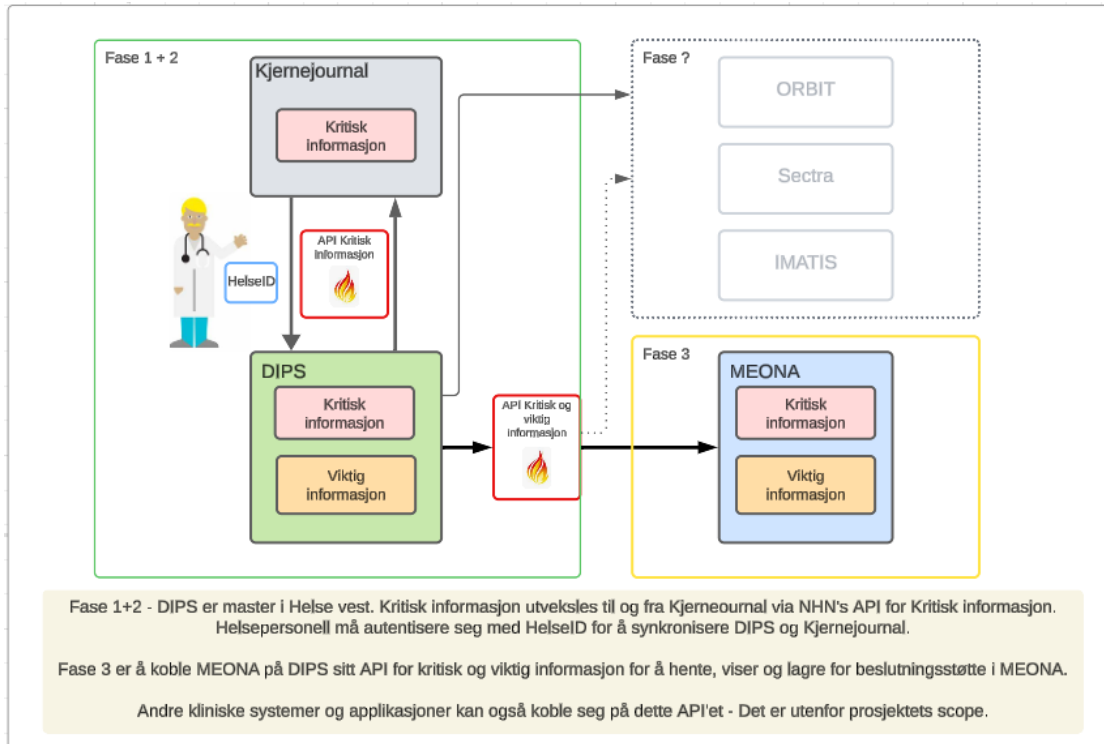 Fase 1 + 2
Kjernejournal
Kritisk
informasjon
HelseID
API Kritisk
informasjon
DIPS
Kritisk
informasjon
Viktig
informasjon
API Kritisk og
viktig
informasjon
Fase ?
ORBIT
Sectra
IMATIS
Fase 3
MEONA
Kritisk
informasjon
Viktig
informasjon
Fase 1+2 - DIPS er master i Helse vest. Kritisk informasjon utveksles til og fra Kjerneournal via NHN's API for Kritisk informasjon.
Helsepersonell må autentisere seg med HelseID for å synkronisere DIPS og Kjernejournal.
Fase 3 er å koble MEONA på DIPS sitt API for kritisk og viktig informasjon for å hente, viser og lagre for beslutningsstøtte i MEONA.
Andre kliniske systemer og applikasjoner kan også koble seg på dette API'et - Det er utenfor prosjektets scope.